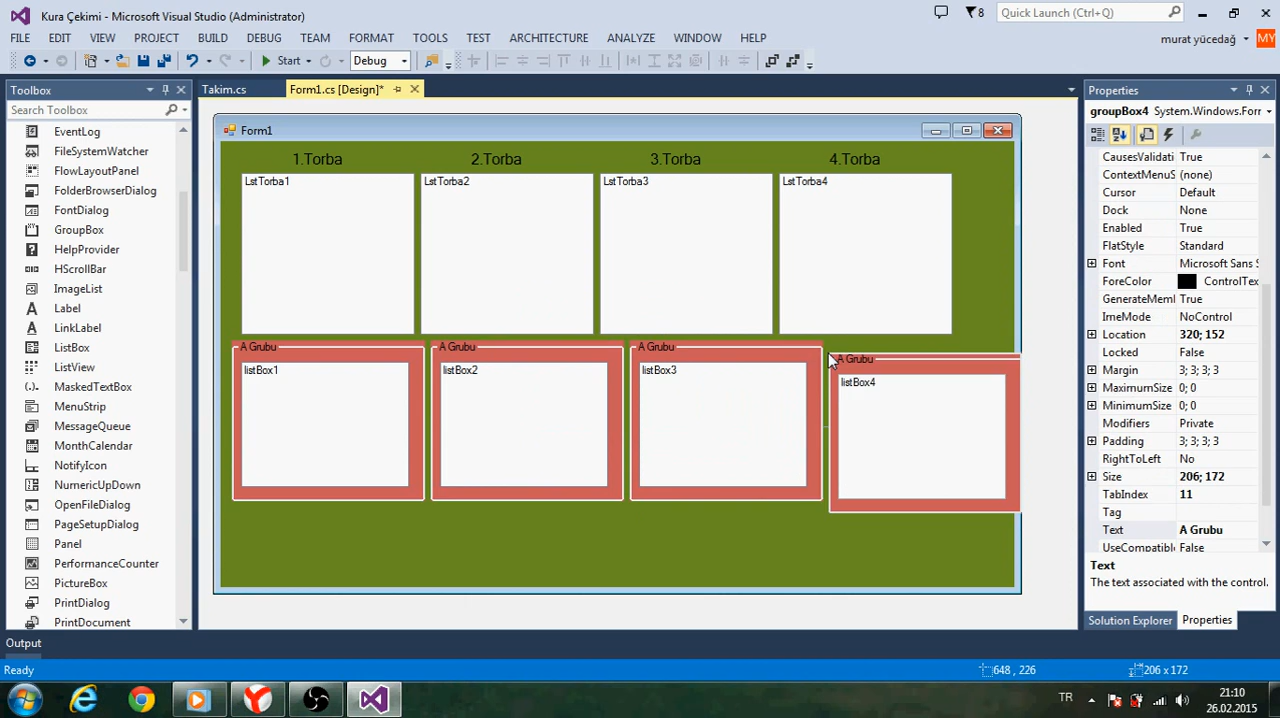 Kura Çekimi - Microsoft Visual Studio (Administrator)
8
Quick Launch (Ctrl+Q)
FILE EDIT VIEW PROJECT BUILD DEBUG TEAM FORMAT TOOLS TEST ARCHITECTURE ANALYZE WINDOW HELP
murat yücedağ
MY
Start
Debug
Toolbox
Search Toolbox
EventLog
FileSystemWatcher
FlowLayoutPanel
FolderBrowserDialog
FontDialog
GroupBox
HelpProvider
HScrollBar
ImageList
Label
LinkLabel
ListBox
ListView
MaskedTextBox
MenuStrip
MessageQueue
MonthCalendar
NotifyIcon
NumericUpDown
OpenFileDialog
PageSetupDialog
Panel
PerformanceCounter
PictureBox
PrintDialog
PrintDocument
Takim.cs
Form1.cs [Design]*
Form1
1.Torba 2.Torba 3.Torba 4.Torba
LstTorba1 LstTorba2 LstTorba3 LstTorba4
A Grubu A Grubu A Grubu A Grubu
listBox1 listBox2 listBox3 listBox4
Properties
groupBox4 System.Windows.Forr
CausesValidati True
ContextMenuS (none)
Cursor Default
Dock None
Enabled True
FlatStyle Standard
Font Microsoft Sans S
ForeColor ControlTex
GenerateMeml True
ImeMode NoControl
Location 320; 152
Locked False
Margin 3; 3; 3; 3
MaximumSize 0; 0
MinimumSize 0; 0
Modifiers Private
Padding 3; 3; 3; 3
RightToLeft No
Size 206; 172
TabIndex 11
Tag
Text A Grubu
UseCompatible False
Text
The text associated with the control.
Solution Explorer Properties
Output
Ready
648 , 226
206 x 172
TR
21:10
26.02.2015